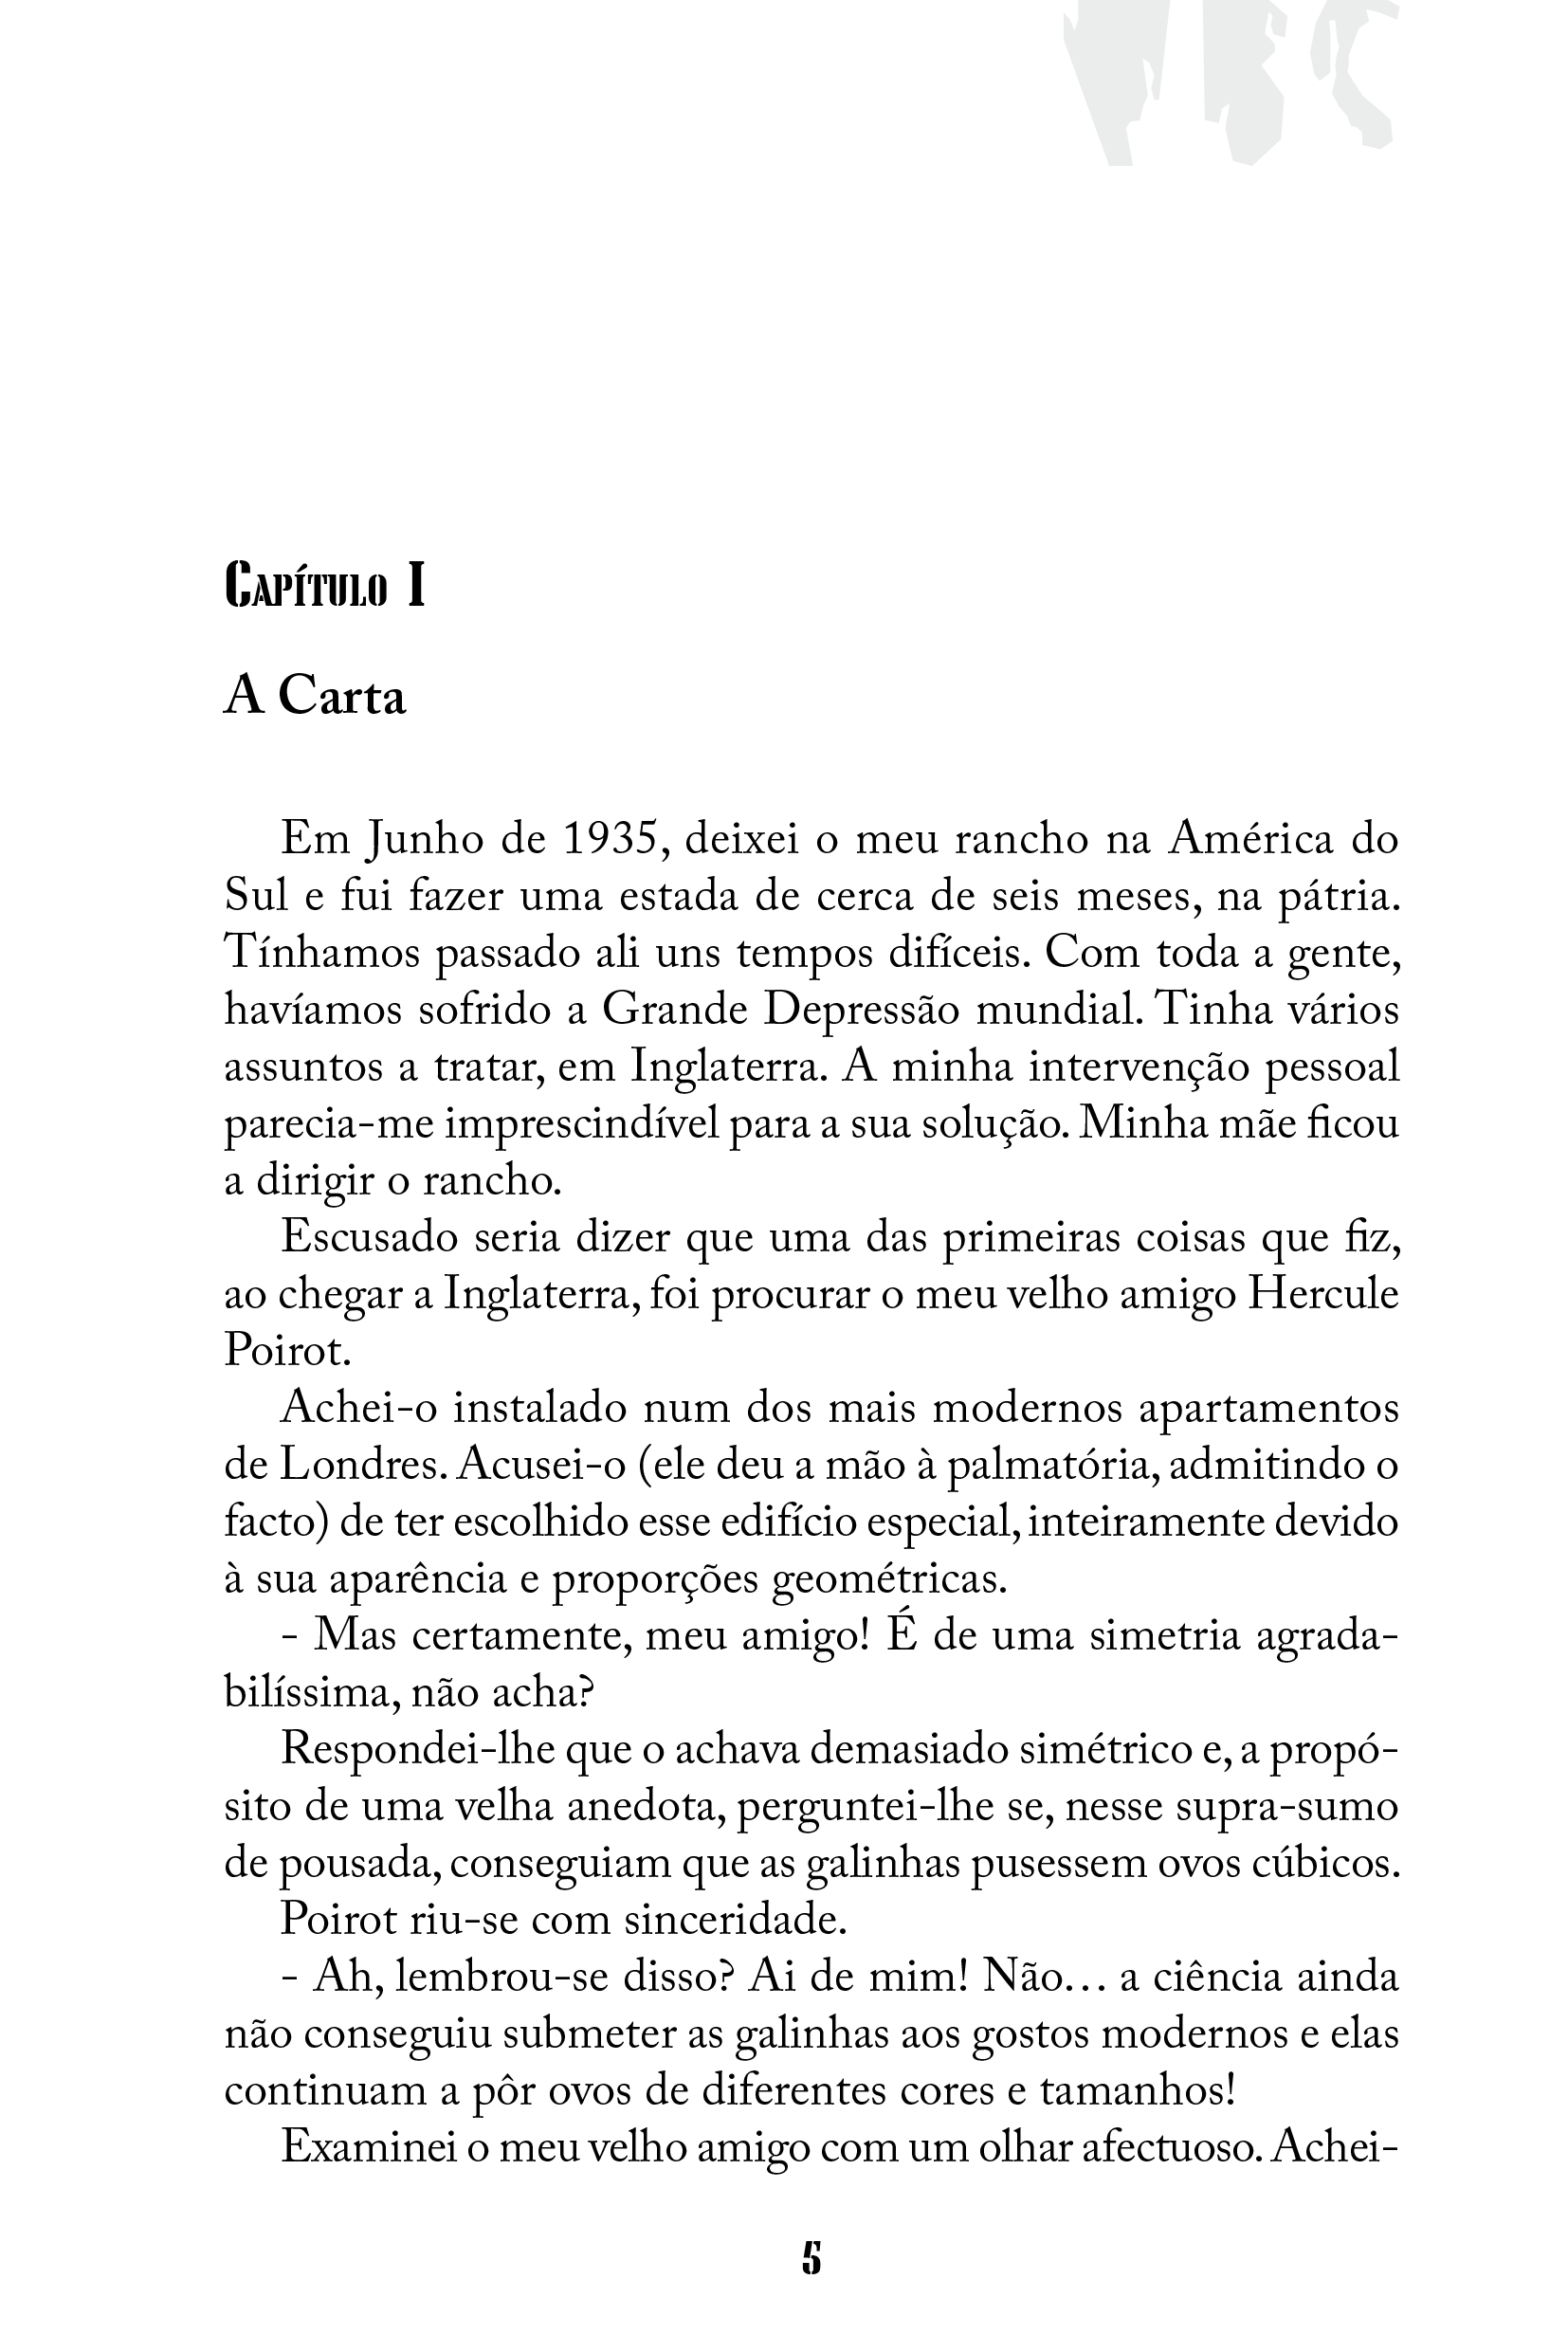 Capítulo I
A Carta
Em Junho de 1935, deixei o meu rancho na América do
Sul e fui fazer uma estada de cerca de seis meses, na pátria.
Tínhamos passado ali uns tempos difíceis. Com toda a gente,
havíamos sofrido a Grande Depressão mundial. Tinha vários
assuntos a tratar, em Inglaterra. A minha intervenção pessoal
parecia-me imprescindível para a sua solução. Minha mãe ficou
a dirigir o rancho.
Escusado seria dizer que uma das primeiras coisas que fiz,
ao chegar a Inglaterra, foi procurar o meu velho amigo Hercule
Poirot.
Achei-o instalado num dos mais modernos apartamentos
de Londres. Acusei-o (ele deu a mão à palmatória, admitindo o
facto) de ter escolhido esse edifício especial, inteiramente devido
à sua aparência e proporções geométricas.
- Mas certamente, meu amigo! É de uma simetria agrada-
bilíssima, não acha?
Respondei-lhe que o achava demasiado simétrico e, a propó-
sito de uma velha anedota, perguntei-lhe se, nesse supra-sumo
de pousada, conseguiam que as galinhas pusessem ovos cúbicos.
Poirot riu-se com sinceridade.
- Ah, lembrou-se disso? Ai de mim! Não… a ciência ainda
não conseguiu submeter as galinhas aos gostos modernos e elas
continuam a pôr ovos de diferentes cores e tamanhos!
Examinei o meu velho amigo com um olhar afectuoso. Achei-
5